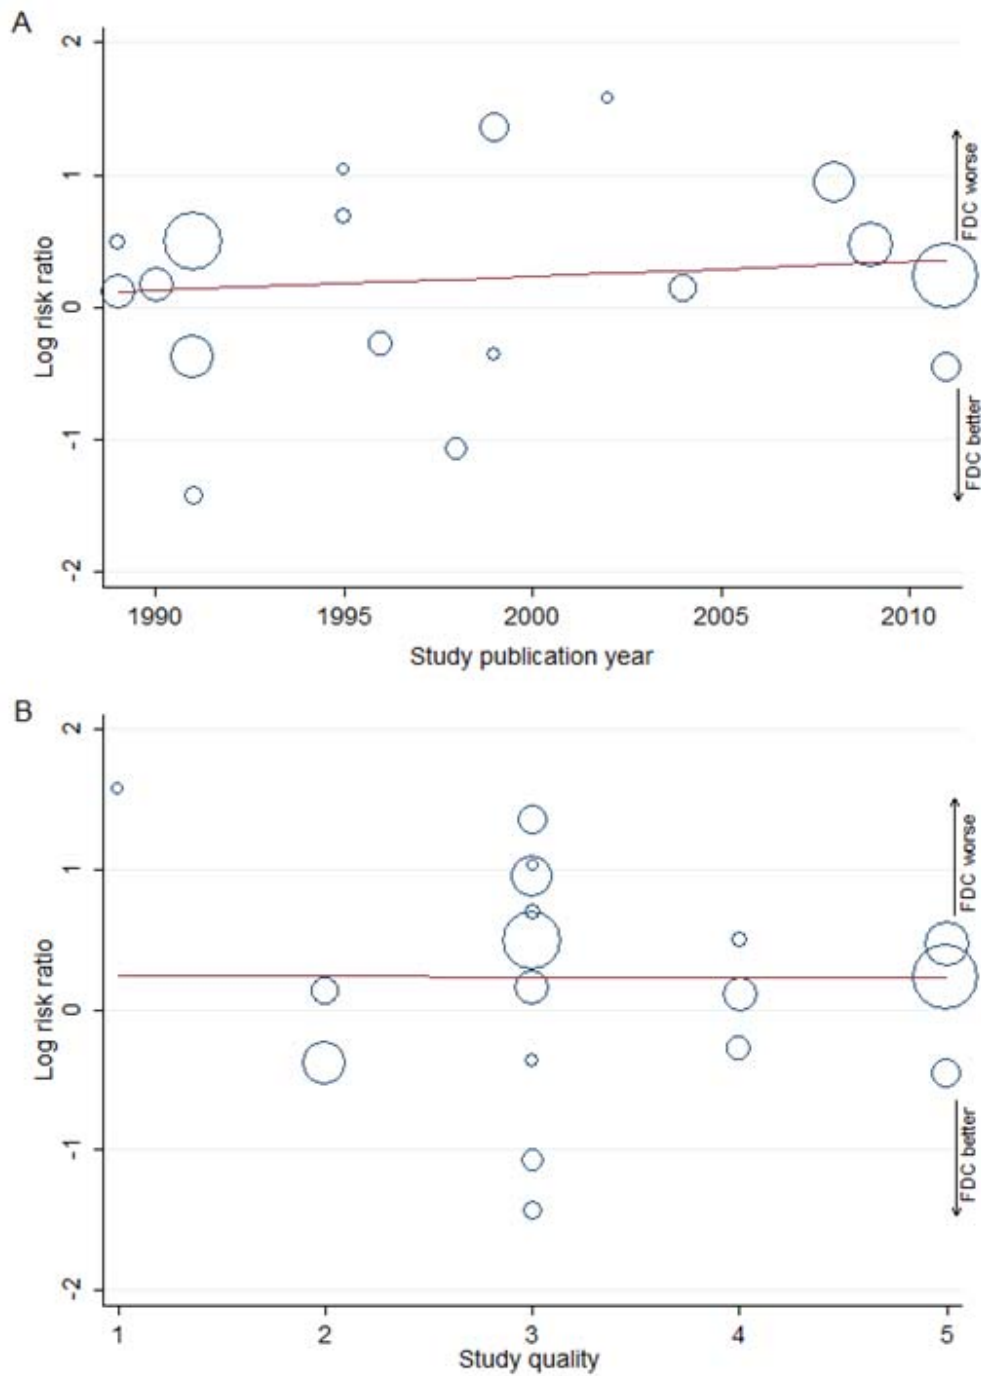 A
2
1
0
-1
-2
Log risk ratio
FDC worse
FDC better
1990 1995 2000 2005 2010
Study publication year
B
2
1
0
-1
-2
Log risk ratio
FDC worse
FDC better
1 2 3 4 5
Study quality